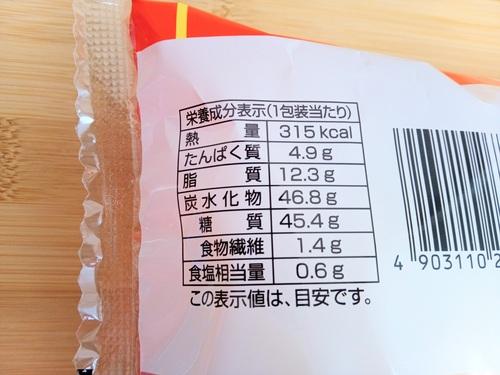 栄養成分表示(1包装当たり)
熱量 315kcal
たんぱく質 4.9g
脂質 12.3g
炭水化物 46.8g
糖質 45.4g
食物繊維 1.4g
食塩相当量 0.6g
この表示値は、目安です。
4 903110 2